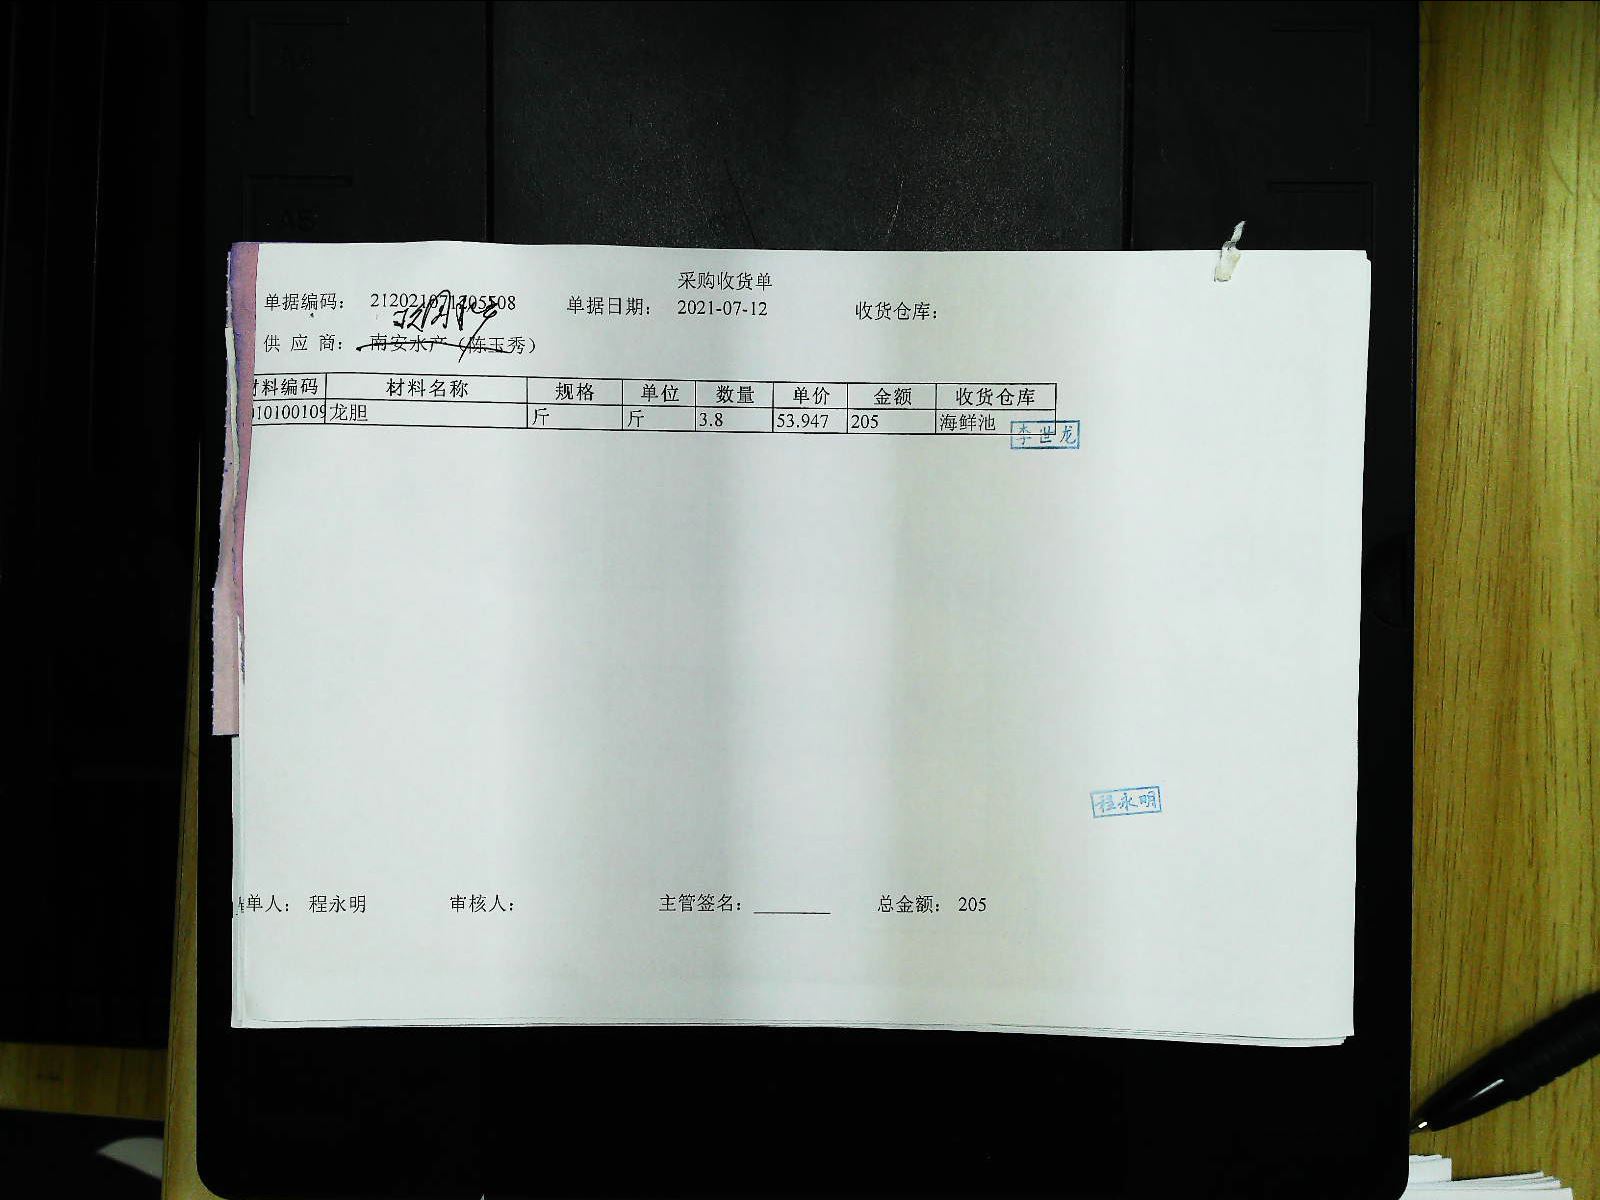 采购收货单
单据编码： 212021071205508 单据日期： 2021-07-12 收货仓库：
供 应 商： 南安水产（陈玉秀）
材料编码 材料名称 规格 单位 数量 单价 金额 收货仓库
010100109 龙胆 斤 斤 3.8 53.947 205 海鲜池
李世龙
程永明
单人： 程永明 审核人： 主管签名： 总金额： 205